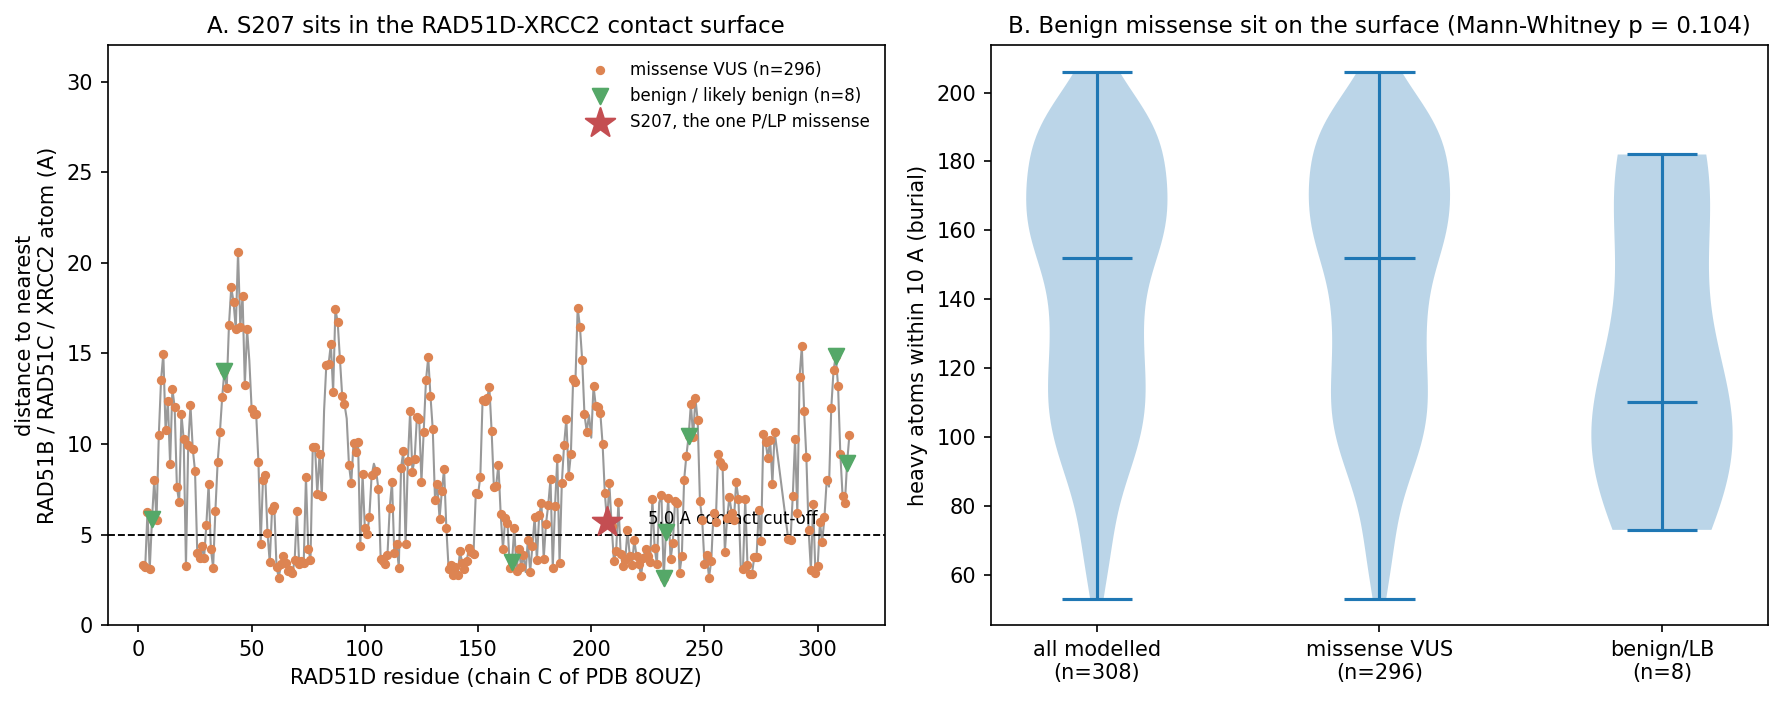 A. S207 sits in the RAD51D-XRCC2 contact surface
distance to nearest
RAD51B / RAD51C / XRCC2 atom (A)
30
25
20
15
10
5
0
missense VUS (n=296)
benign / likely benign (n=8)
S207, the one P/LP missense
5.0 A contact cut-off
0 50 100 150 200 250 300
RAD51D residue (chain C of PDB 8OUZ)
B. Benign missense sit on the surface (Mann-Whitney p = 0.104)
heavy atoms within 10 A (burial)
200
180
160
140
120
100
80
60
all modelled
(n=308)
missense VUS
(n=296)
benign/LB
(n=8)